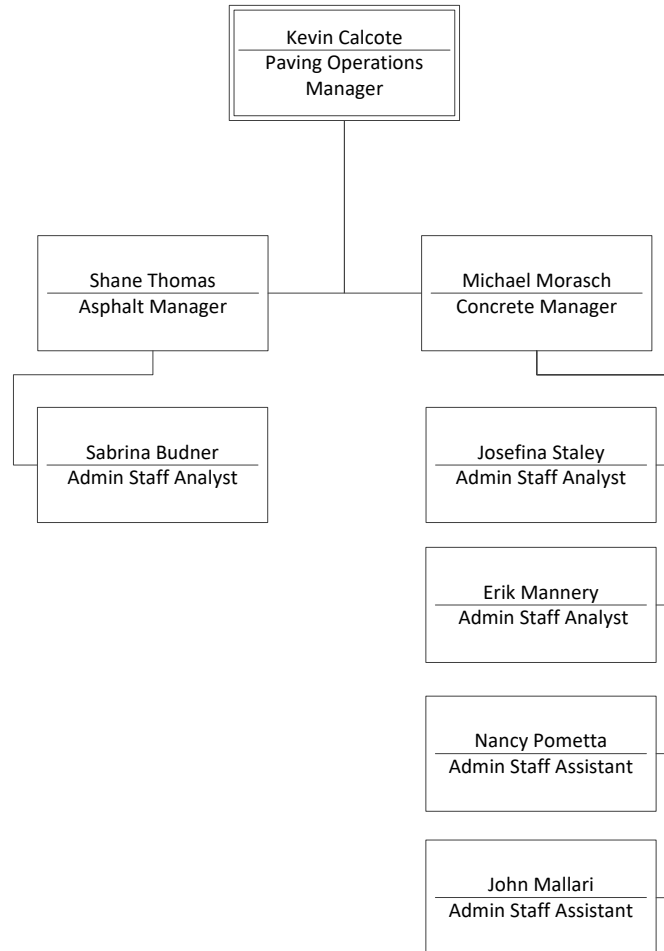 Kevin Calcote
Paving Operations
Manager
Shane Thomas
Asphalt Manager
Michael Morasch
Concrete Manager
Sabrina Budner
Admin Staff Analyst
Josefina Staley
Admin Staff Analyst
Erik Mannery
Admin Staff Analyst
Nancy Pometta
Admin Staff Assistant
John Mallari
Admin Staff Assistant